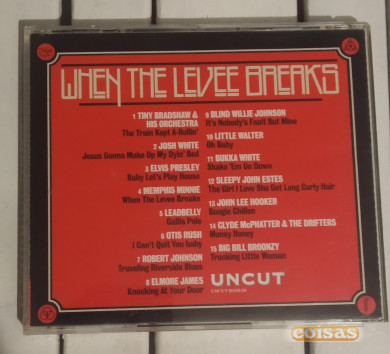 WHEN THE LEVEE BREAKS
1 TINY BRADSHAW &
HIS ORCHESTRA
The Train Kept A-Rollin'
2 JOSH WHITE
Jesus Gonna Make Up My Dyin' Bed
3 ELVIS PRESLEY
Baby Let's Play House
4 MEMPHIS MINNIE
When The Levee Breaks
5 LEADBELLY
Gallis Pole
6 OTIS RUSH
I Can't Quit You Baby
7 ROBERT JOHNSON
Traveling Riverside Blues
8 ELMORE JAMES
Knocking At Your Door
9 BLIND WILLIE JOHNSON
It's Nobody's Fault But Mine
10 LITTLE WALTER
Oh Baby
11 BUKKA WHITE
Shake 'Em On Down
12 SLEEPY JOHN ESTES
The Girl I Love She Got Long Curly Hair
13 JOHN LEE HOOKER
Boogie Chillen
14 CLYDE McPHATTER & THE DRIFTERS
Money Honey
15 BIG BILL BROONZY
Trucking Little Woman
UNCUT
coisas